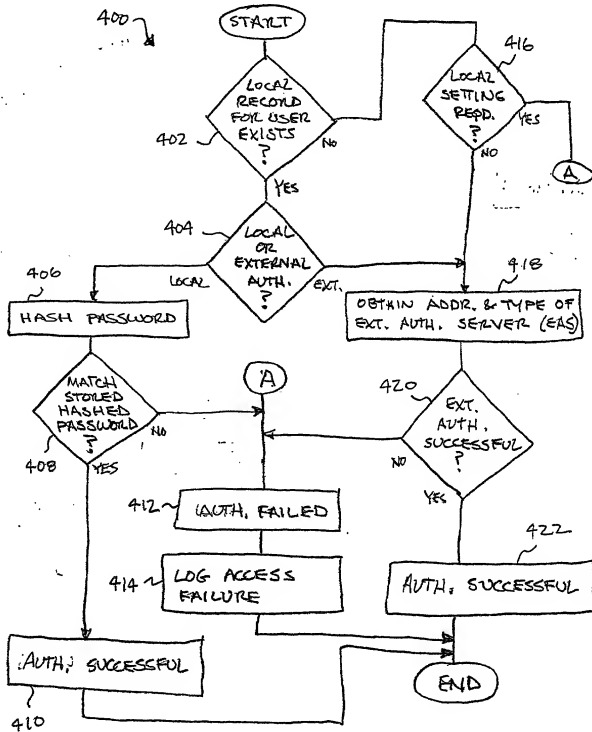 400
START
416
LOCAL
RECORD
FOR USER
EXISTS
?
402
NO
YES
LOCAL
SETTING
REQD.
?
YES
NO
A
404
LOCAL
OR
EXTERNAL
AUTH.
?
LOCAL
EXT.
406
HASH PASSWORD
418
OBTAIN ADDR. & TYPE OF
EXT. AUTH. SERVER (EAS)
MATCH
STORED
HASHED
PASSWORD
?
408
NO
YES
A
420
EXT.
AUTH.
SUCCESSFUL
?
NO
YES
412
AUTH. FAILED
414
LOG ACCESS
FAILURE
422
AUTH. SUCCESSFUL
AUTH. SUCCESSFUL
410
END